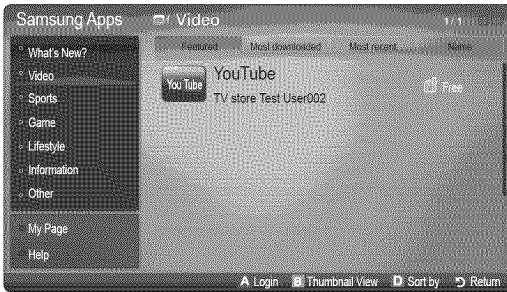 Samsung Apps
Video
1/1
What's New?
Video
Sports
Game
Lifestyle
Information
Other
My Page
Help
Featured Most downloaded Most recent Name
You Tube
YouTube
TV store Test User002
Free
A Login B Thumbnail View D Sort by Return